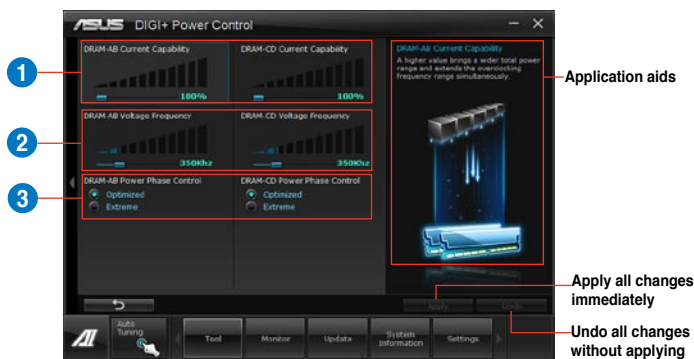 ASUS DIGI+ Power Control
DRAM-AB Current Capability
100%
DRAM-CD Current Capability
100%
DRAM-AB Voltage Frequency
350Khz
DRAM-CD Voltage Frequency
350Khz
DRAM-AB Power Phase Control
Optimized
Extreme
DRAM-CD Power Phase Control
Optimized
Extreme
DRAM-AB Current Capability
A higher value brings a wider total power
range and extends the overclocking
frequency range simultaneously.
Apply
Undo
AI
Auto
Tuning
Tool
Monitor
Update
System
Information
Settings
1
2
3
Application aids
Apply all changes
immediately
Undo all changes
without applying